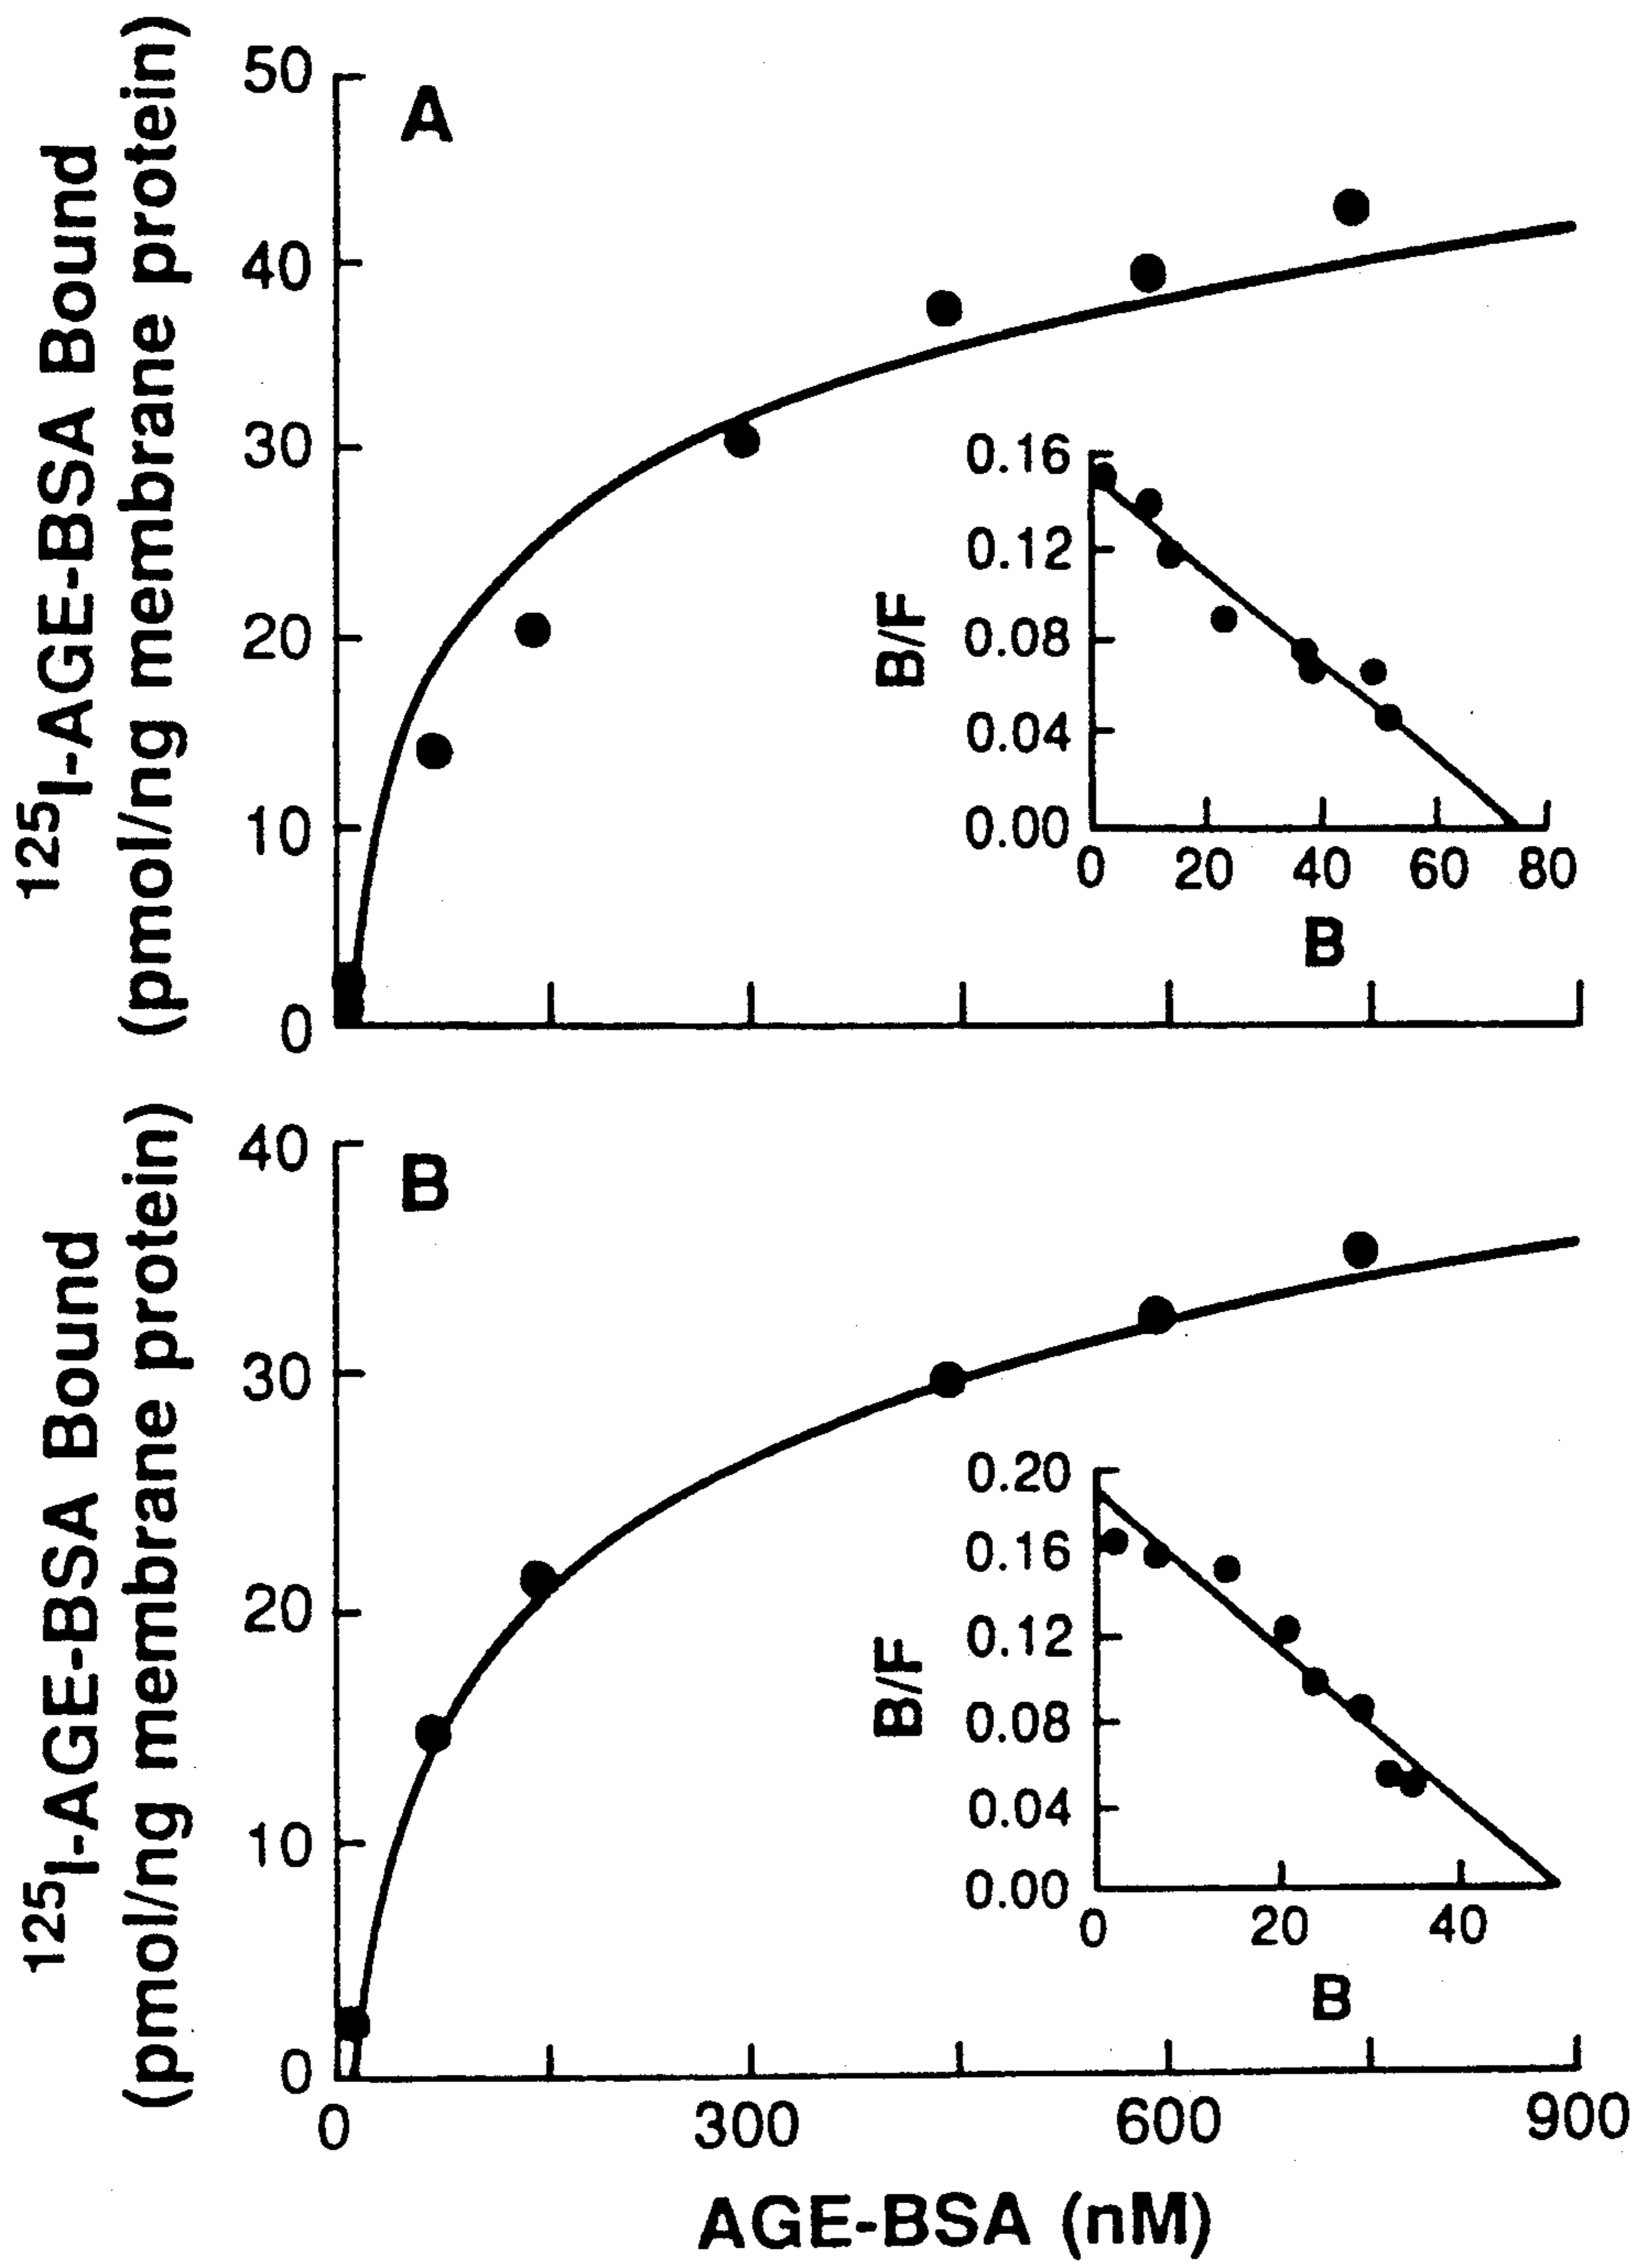 A
¹²⁵I-AGE-BSA Bound
(pmol/ng membrane protein)
50
40
30
20
10
0
B/F
0.16
0.12
0.08
0.04
0.00
0 20 40 60 80
B
B
¹²⁵I-AGE-BSA Bound
(pmol/ng membrane protein)
40
30
20
10
0
B/F
0.20
0.16
0.12
0.08
0.04
0.00
0 20 40
B
0 300 600 900
AGE-BSA (nM)